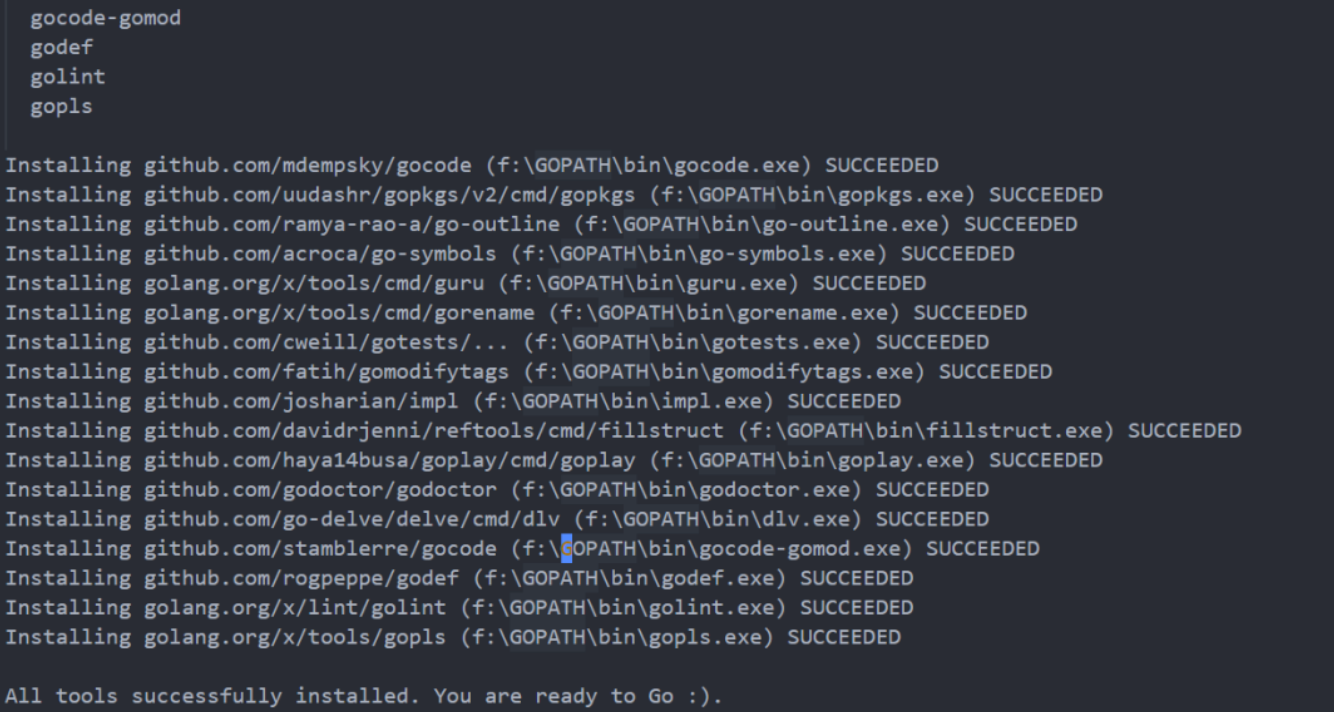 gocode-gomod
godef
golint
gopls
Installing github.com/mdempsky/gocode (f:\GOPATH\bin\gocode.exe) SUCCEEDED
Installing github.com/uudashr/gopkgs/v2/cmd/gopkgs (f:\GOPATH\bin\gopkgs.exe) SUCCEEDED
Installing github.com/ramya-rao-a/go-outline (f:\GOPATH\bin\go-outline.exe) SUCCEEDED
Installing github.com/acroca/go-symbols (f:\GOPATH\bin\go-symbols.exe) SUCCEEDED
Installing golang.org/x/tools/cmd/guru (f:\GOPATH\bin\guru.exe) SUCCEEDED
Installing golang.org/x/tools/cmd/gorename (f:\GOPATH\bin\gorename.exe) SUCCEEDED
Installing github.com/cweill/gotests/... (f:\GOPATH\bin\gotests.exe) SUCCEEDED
Installing github.com/fatih/gomodifytags (f:\GOPATH\bin\gomodifytags.exe) SUCCEEDED
Installing github.com/josharian/impl (f:\GOPATH\bin\impl.exe) SUCCEEDED
Installing github.com/davidrjenni/reftools/cmd/fillstruct (f:\GOPATH\bin\fillstruct.exe) SUCCEEDED
Installing github.com/haya14busa/goplay/cmd/goplay (f:\GOPATH\bin\goplay.exe) SUCCEEDED
Installing github.com/godoctor/godoctor (f:\GOPATH\bin\godoctor.exe) SUCCEEDED
Installing github.com/go-delve/delve/cmd/dlv (f:\GOPATH\bin\dlv.exe) SUCCEEDED
Installing github.com/stamblerre/gocode (f:\GOPATH\bin\gocode-gomod.exe) SUCCEEDED
Installing github.com/rogpeppe/godef (f:\GOPATH\bin\godef.exe) SUCCEEDED
Installing golang.org/x/lint/golint (f:\GOPATH\bin\golint.exe) SUCCEEDED
Installing golang.org/x/tools/gopls (f:\GOPATH\bin\gopls.exe) SUCCEEDED
All tools successfully installed. You are ready to Go :).